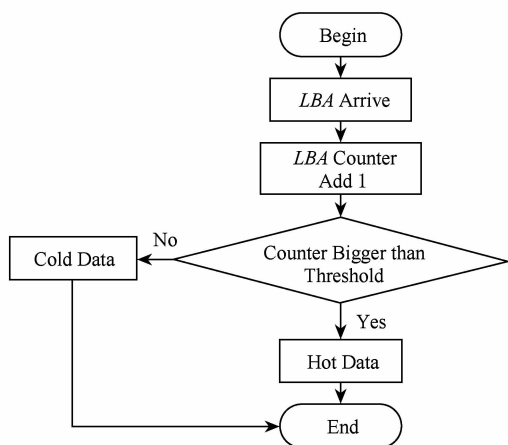 Begin
LBA Arrive
LBA Counter
Add 1
Counter Bigger than
Threshold
No
Cold Data
Yes
Hot Data
End